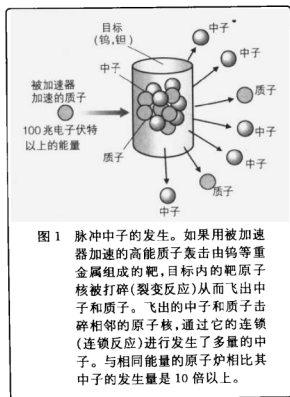 目标
(钨,钽)
中子
中子
中子
被加速器
加速的质子
质子
100兆电子伏特
以上的能量
中子
质子
中子
中子
质子
图1 脉冲中子的发生。如果用被加速
器加速的高能质子轰击由钨等重
金属组成的靶,目标内的靶原子
核被打碎(裂变反应)从而飞出中
子和质子。飞出的中子和质子击
碎相邻的原子核,通过它的连锁
(连锁反应)进行发生了多量的中
子。与相同能量的原子炉相比其
中子的发生量是10倍以上。